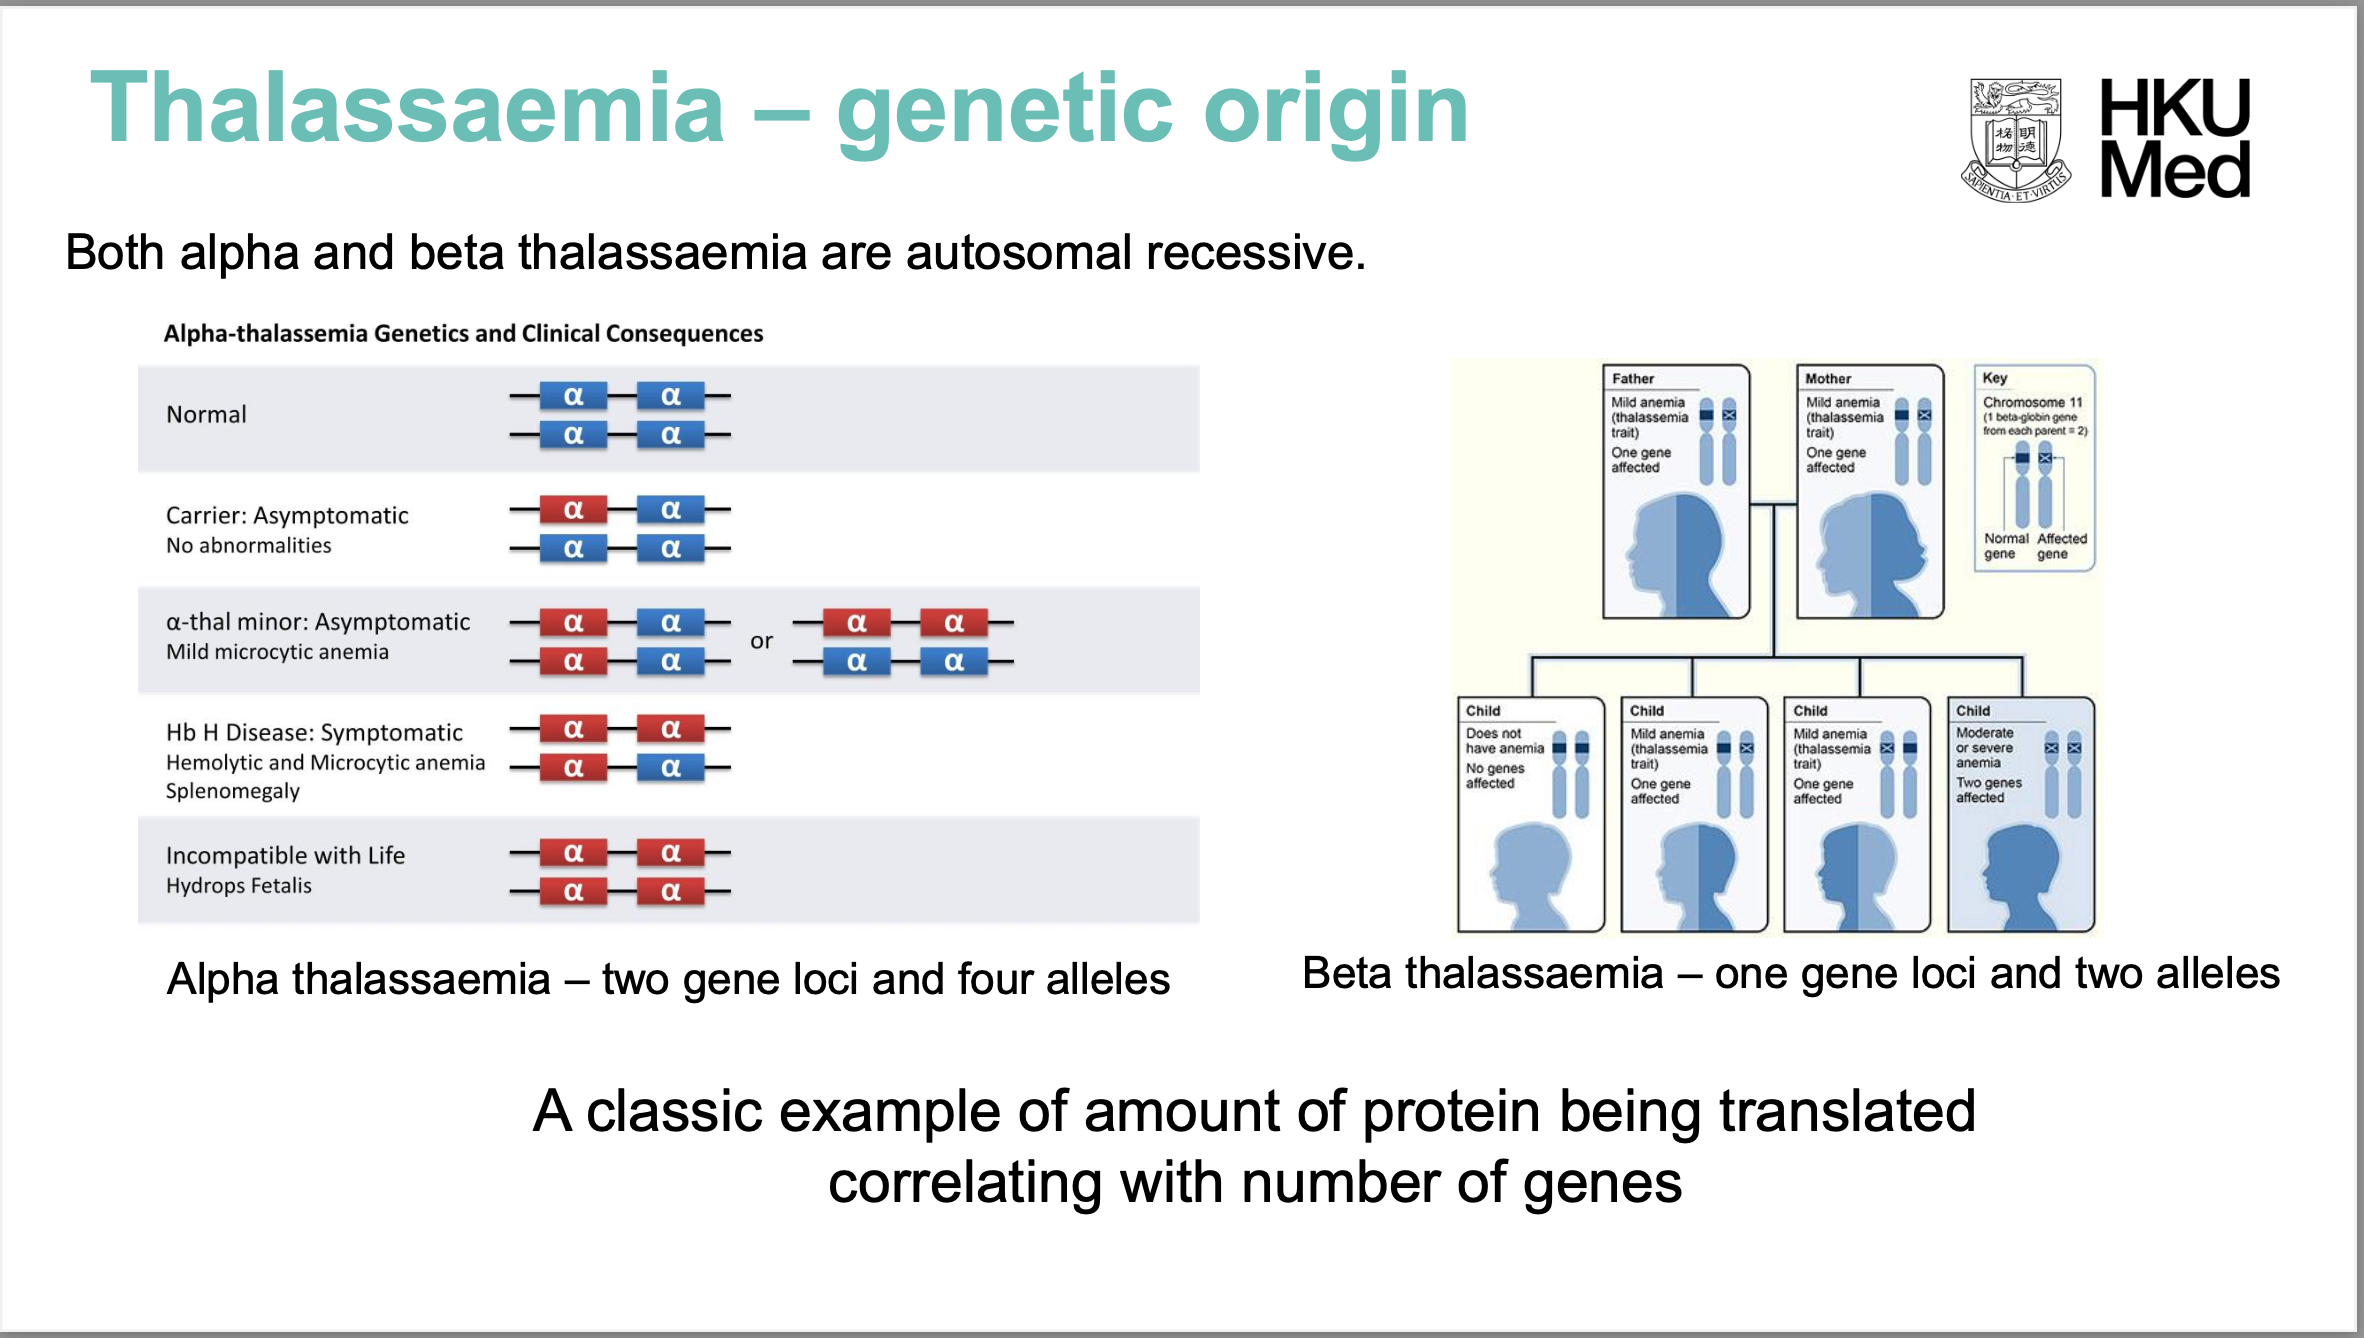 Thalassaemia – genetic origin
HKU
Med
明德
格物
SAPIENTIA·ET·VIRTUS
Both alpha and beta thalassaemia are autosomal recessive.
Alpha-thalassemia Genetics and Clinical Consequences
Normal
α α
α α
Carrier: Asymptomatic
No abnormalities
α α
α α
α-thal minor: Asymptomatic
Mild microcytic anemia
α α
α α
or
α α
α α
Hb H Disease: Symptomatic
Hemolytic and Microcytic anemia
Splenomegaly
α α
α α
Incompatible with Life
Hydrops Fetalis
α α
α α
Alpha thalassaemia – two gene loci and four alleles
Father
Mild anemia
(thalassemia
trait)
One gene
affected
Mother
Mild anemia
(thalassemia
trait)
One gene
affected
Key
Chromosome 11
(1 beta-globin gene
from each parent = 2)
Normal
gene
Affected
gene
Child
Does not
have anemia
No genes
affected
Child
Mild anemia
(thalassemia
trait)
One gene
affected
Child
Mild anemia
(thalassemia
trait)
One gene
affected
Child
Moderate
or severe
anemia
Two genes
affected
Beta thalassaemia – one gene loci and two alleles
A classic example of amount of protein being translated
correlating with number of genes